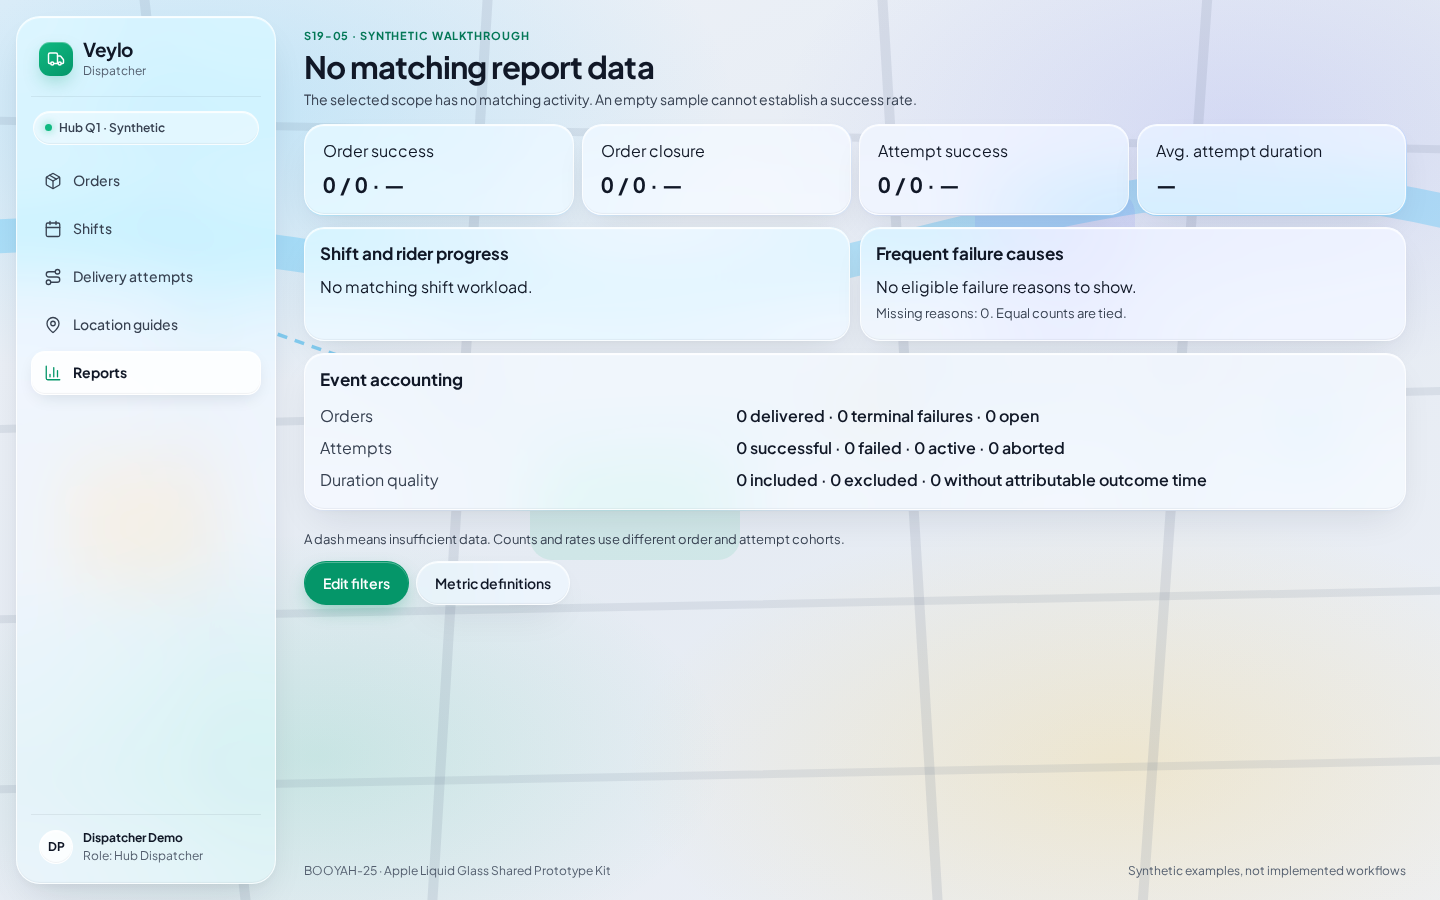 Veylo
Dispatcher
Hub Q1 · Synthetic
Orders
Shifts
Delivery attempts
Location guides
Reports
DP
Dispatcher Demo
Role: Hub Dispatcher
S19-05 · SYNTHETIC WALKTHROUGH
No matching report data
The selected scope has no matching activity. An empty sample cannot establish a success rate.
Order success
0 / 0 · —
Order closure
0 / 0 · —
Attempt success
0 / 0 · —
Avg. attempt duration
—
Shift and rider progress
No matching shift workload.
Frequent failure causes
No eligible failure reasons to show.
Missing reasons: 0. Equal counts are tied.
Event accounting
Orders 0 delivered · 0 terminal failures · 0 open
Attempts 0 successful · 0 failed · 0 active · 0 aborted
Duration quality 0 included · 0 excluded · 0 without attributable outcome time
A dash means insufficient data. Counts and rates use different order and attempt cohorts.
Edit filters
Metric definitions
BOOYAH-25 · Apple Liquid Glass Shared Prototype Kit
Synthetic examples, not implemented workflows